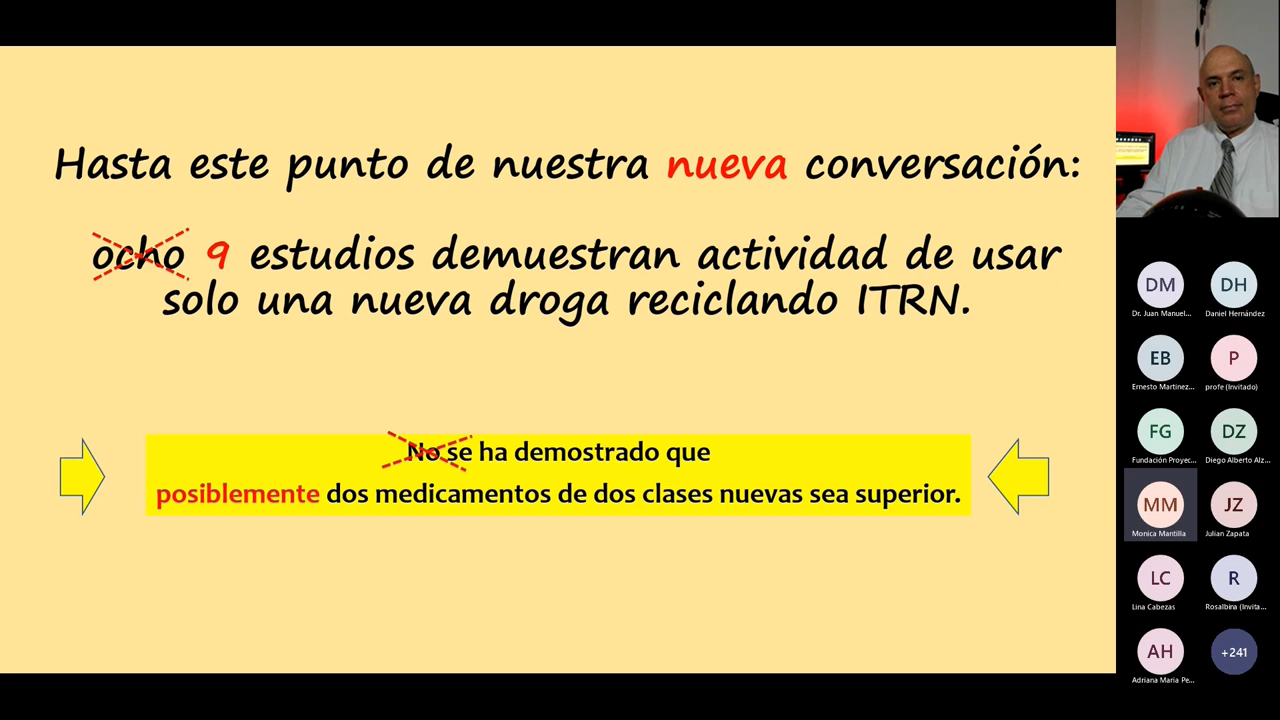 Hasta este punto de nuestra nueva conversación:
ocho 9 estudios demuestran actividad de usar
solo una nueva droga reciclando ITRN.
No se ha demostrado que
posiblemente dos medicamentos de dos clases nuevas sea superior.
DM
DH
Dr. Juan Manuel...
Daniel Hernández
EB
P
Ernesto Martinez...
profe (Invitado)
FG
DZ
Fundación Proyec...
Diego Alberto Alz...
MM
JZ
Monica Mantilla
Julian Zapata
LC
R
Lina Cabezas
Rosalbina (Invita...
AH
+241
Adriana Maria Pe...